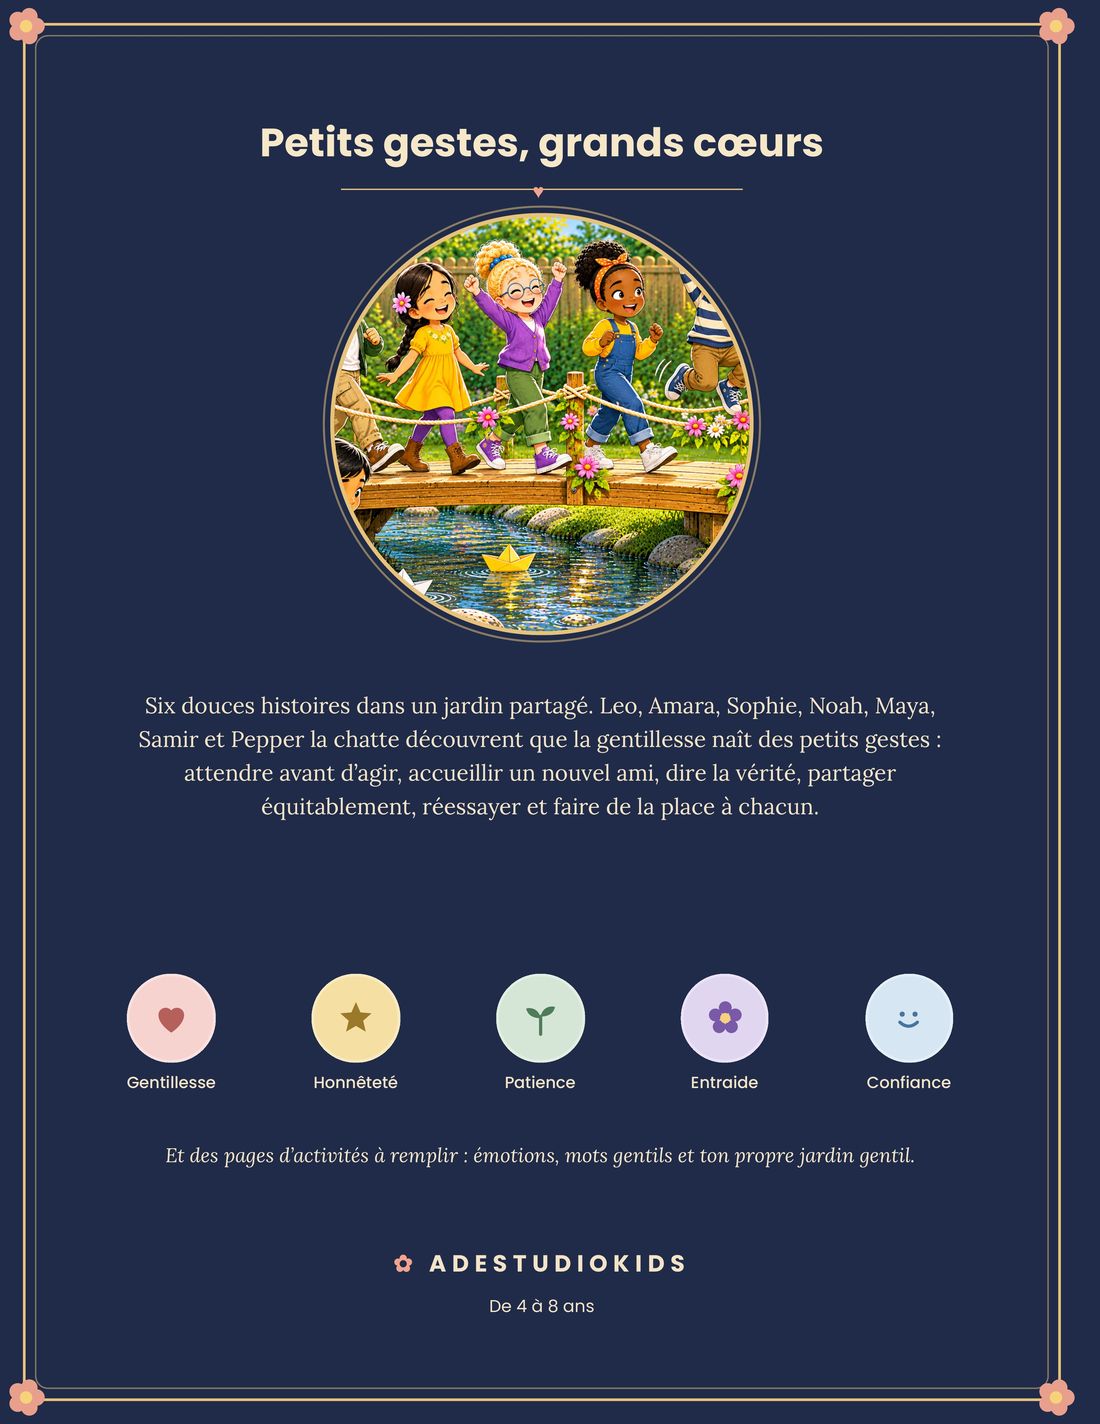 Petits gestes, grands cœurs
Six douces histoires dans un jardin partagé. Leo, Amara, Sophie, Noah, Maya,
Samir et Pepper la chatte découvrent que la gentillesse naît des petits gestes :
attendre avant d’agir, accueillir un nouvel ami, dire la vérité, partager
équitablement, réessayer et faire de la place à chacun.
Gentillesse
Honnêteté
Patience
Entraide
Confiance
Et des pages d’activités à remplir : émotions, mots gentils et ton propre jardin gentil.
ADESTUDIOKIDS
De 4 à 8 ans